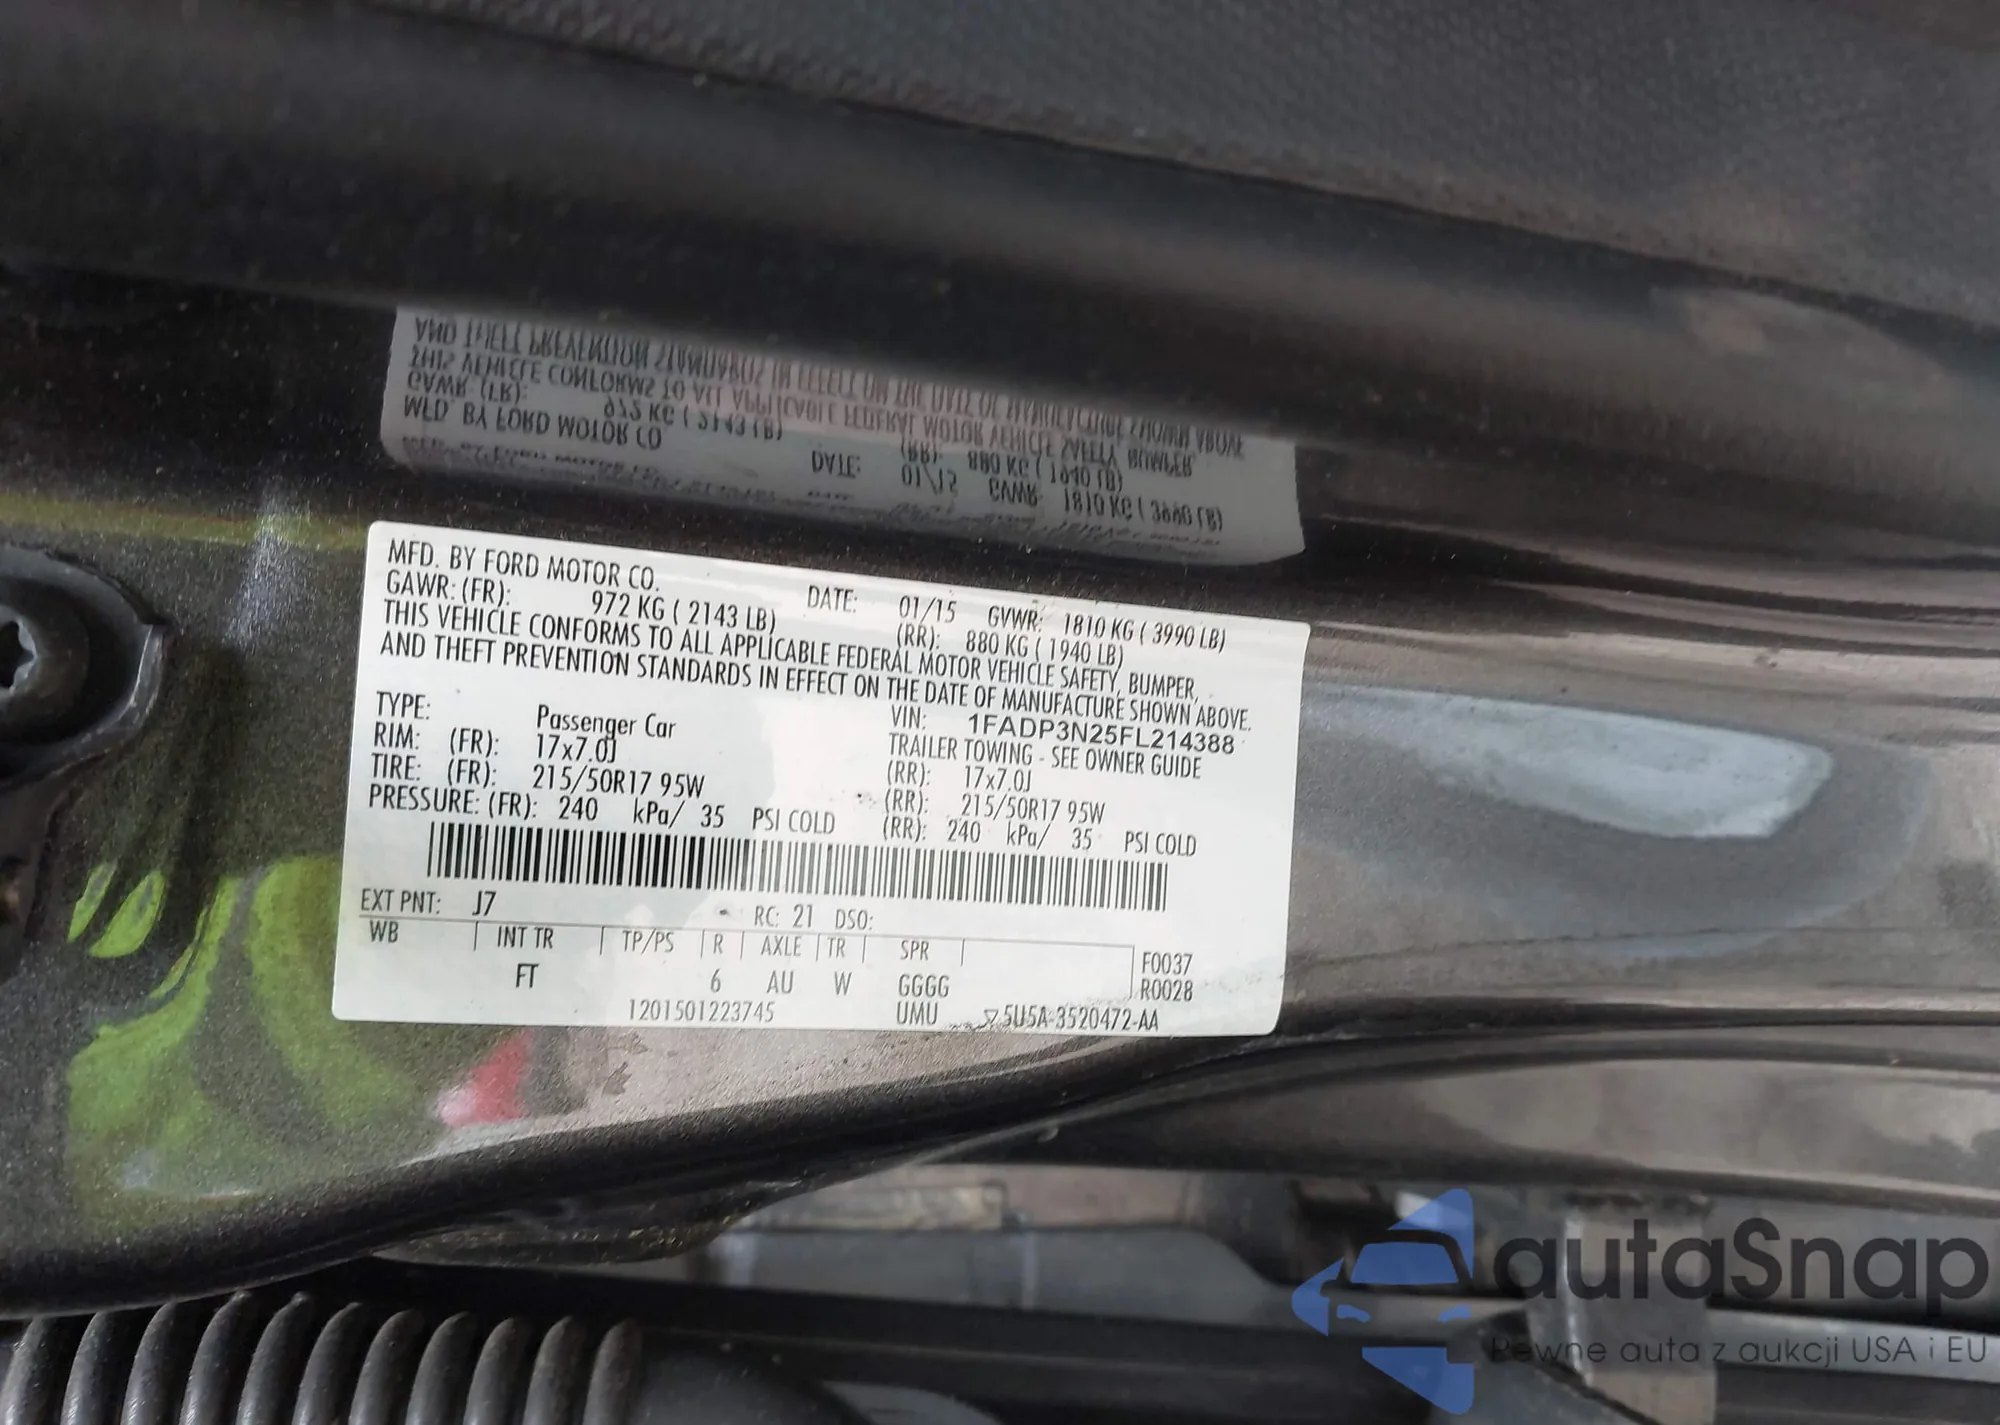 MFD. BY FORD MOTOR CO.
DATE: 01/15 GVWR: 1810 KG ( 3990 LB)
GAWR: (FR): 972 KG ( 2143 LB) (RR): 880 KG ( 1940 LB)
THIS VEHICLE CONFORMS TO ALL APPLICABLE FEDERAL MOTOR VEHICLE SAFETY, BUMPER,
AND THEFT PREVENTION STANDARDS IN EFFECT ON THE DATE OF MANUFACTURE SHOWN ABOVE.
VIN: 1FADP3N25FL214388
TYPE: Passenger Car TRAILER TOWING - SEE OWNER GUIDE
RIM: (FR): 17x7.0J (RR): 17x7.0J
TIRE: (FR): 215/50R17 95W (RR): 215/50R17 95W
PRESSURE: (FR): 240 kPa/ 35 PSI COLD (RR): 240 kPa/ 35 PSI COLD
EXT PNT: J7 RC: 21 DSO:
WB INT TR TP/PS R AXLE TR SPR F0037
FT 6 AU W GGGG R0028
1201501223745 UMU 5U5A-3520472-AA
autaSnap
Pewne auta z aukcji USA i EU